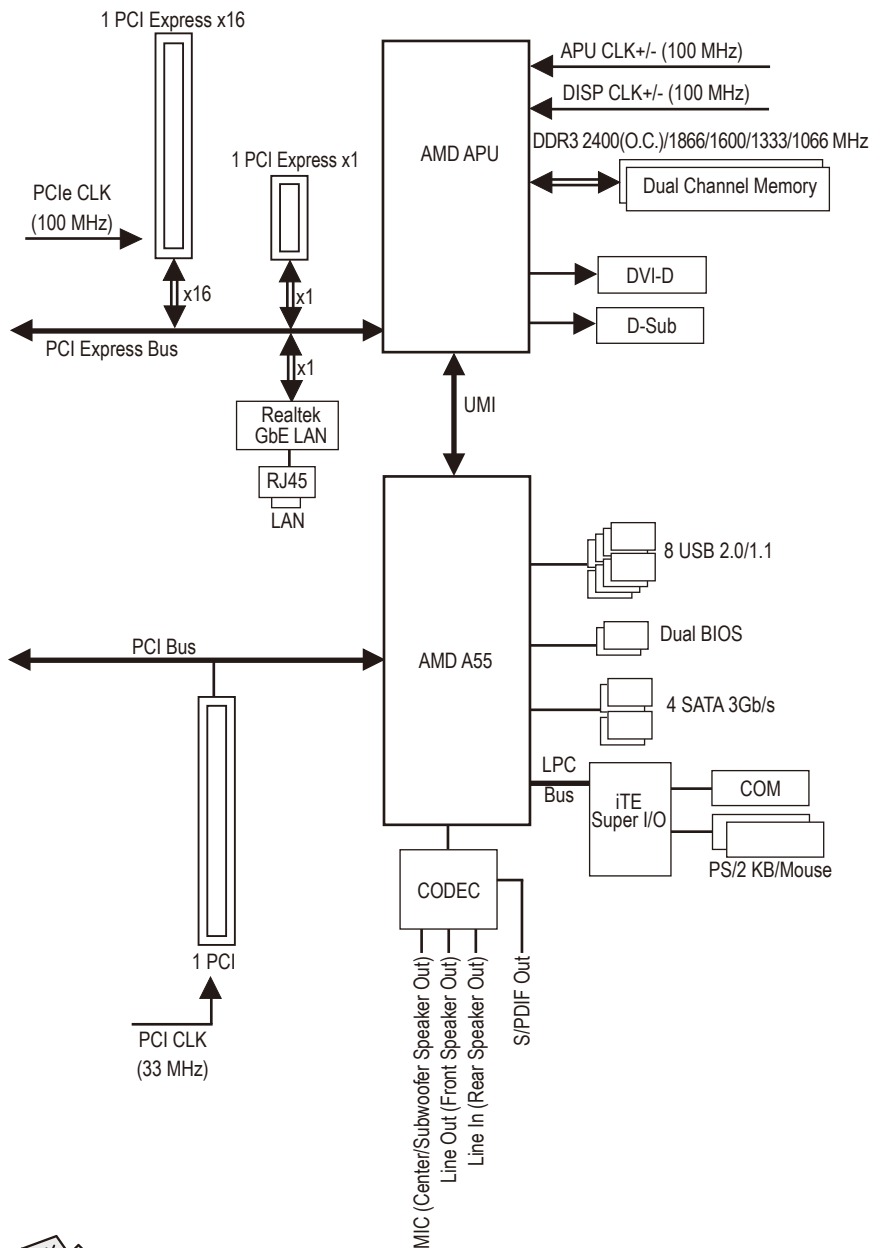 1 PCI Express x16
APU CLK+/- (100 MHz)
DISP CLK+/- (100 MHz)
DDR3 2400(O.C.)/1866/1600/1333/1066 MHz
AMD APU
1 PCI Express x1
Dual Channel Memory
PCIe CLK
(100 MHz)
DVI-D
x16
x1
D-Sub
PCI Express Bus
x1
UMI
Realtek
GbE LAN
RJ45
LAN
8 USB 2.0/1.1
PCI Bus
Dual BIOS
AMD A55
4 SATA 3Gb/s
LPC
Bus
iTE
Super I/O
COM
PS/2 KB/Mouse
CODEC
1 PCI
PCI CLK
(33 MHz)
MIC (Center/Subwoofer Speaker Out)
Line Out (Front Speaker Out)
Line In (Rear Speaker Out)
S/PDIF Out